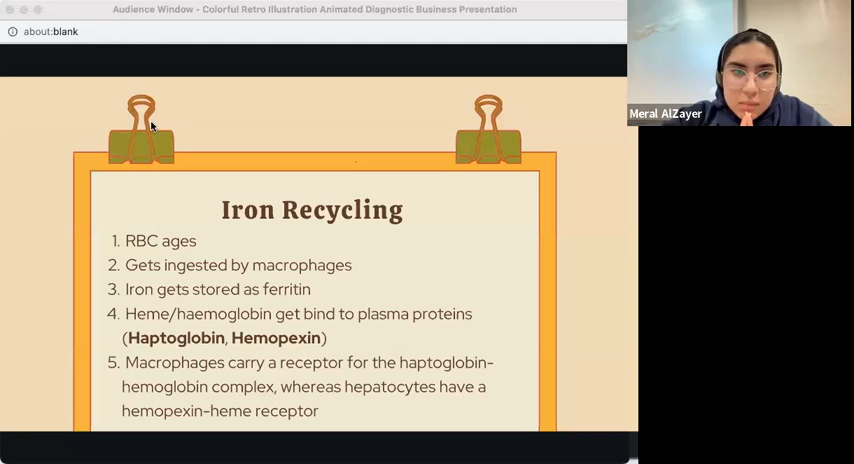 Audience Window - Colorful Retro Illustration Animated Diagnostic Business Presentation
about:blank
Meral AlZayer
Iron Recycling
1. RBC ages
2. Gets ingested by macrophages
3. Iron gets stored as ferritin
4. Heme/haemoglobin get bind to plasma proteins
(Haptoglobin, Hemopexin)
5. Macrophages carry a receptor for the haptoglobin-
hemoglobin complex, whereas hepatocytes have a
hemopexin-heme receptor